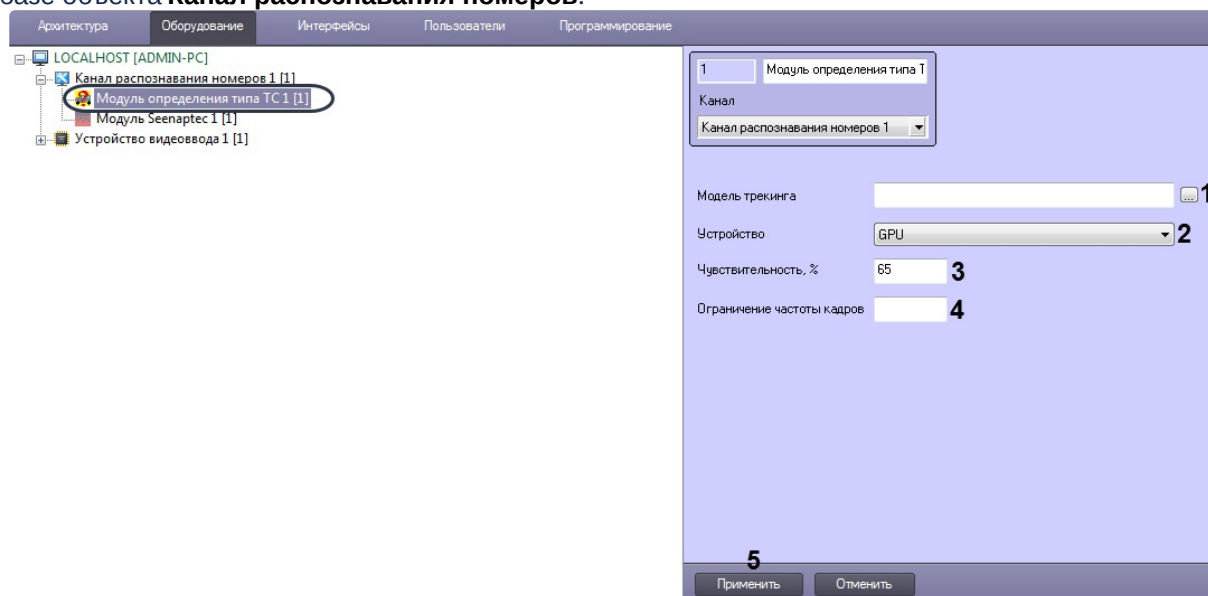 базе объекта Канал распознавания номеров.
Архитектура Оборудование Интерфейсы Пользователи Программирование
LOCALHOST [ADMIN-PC]
Канал распознавания номеров 1 [1]
Модуль определения типа ТС 1 [1]
Модуль Seenaptec 1 [1]
Устройство видеоввода 1 [1]
1 Модуль определения типа Т
Канал
Канал распознавания номеров 1
Модель трекинга ... 1
Устройство GPU 2
Чувствительность, % 65 3
Ограничение частоты кадров 4
5
Применить Отменить